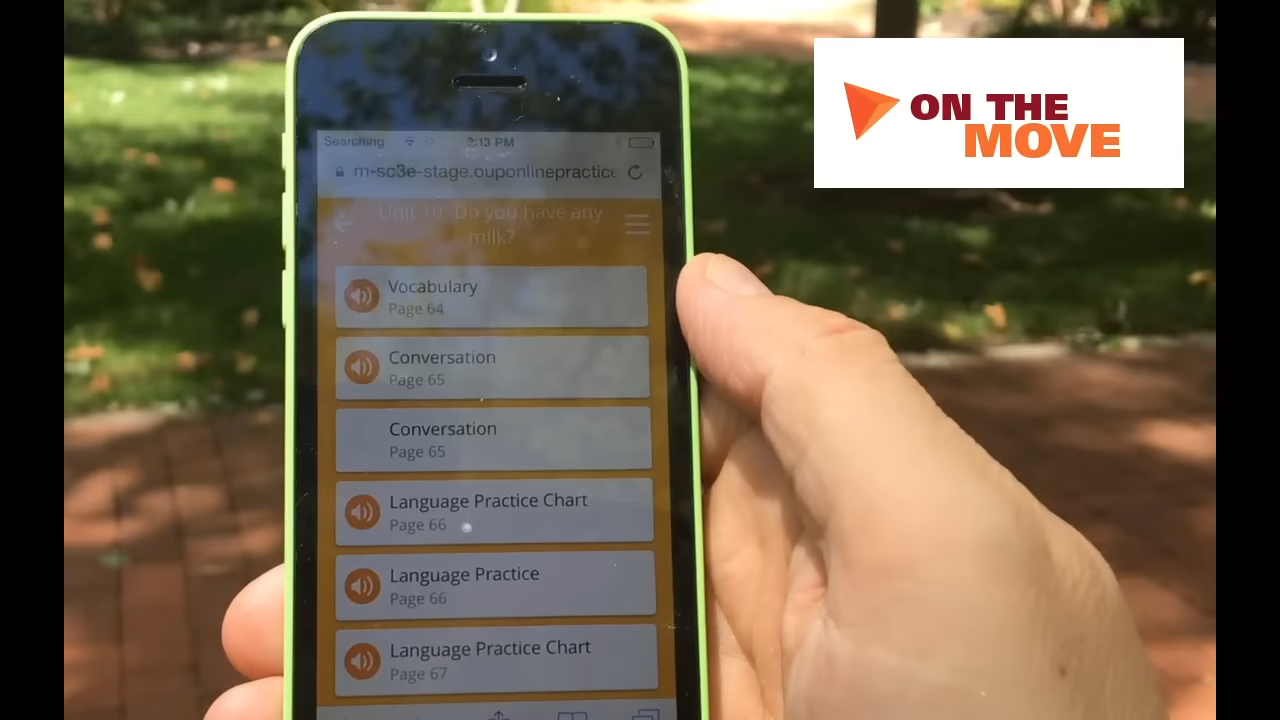 Searching 2:13 PM
m-sc3e-stage.ouponlinepractice
Unit 10: Do you have any
milk?
Vocabulary
Page 64
Conversation
Page 65
Conversation
Page 65
Language Practice Chart
Page 66
Language Practice
Page 66
Language Practice Chart
Page 67
ON THE
MOVE